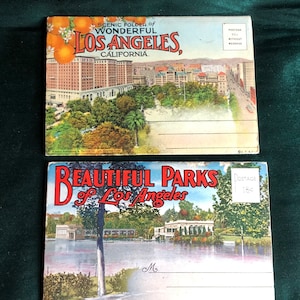 SCENIC FOLDER of
WONDERFUL
LOS ANGELES,
CALIFORNIA
BEAUTIFUL PARKS
of Los Angeles
M.